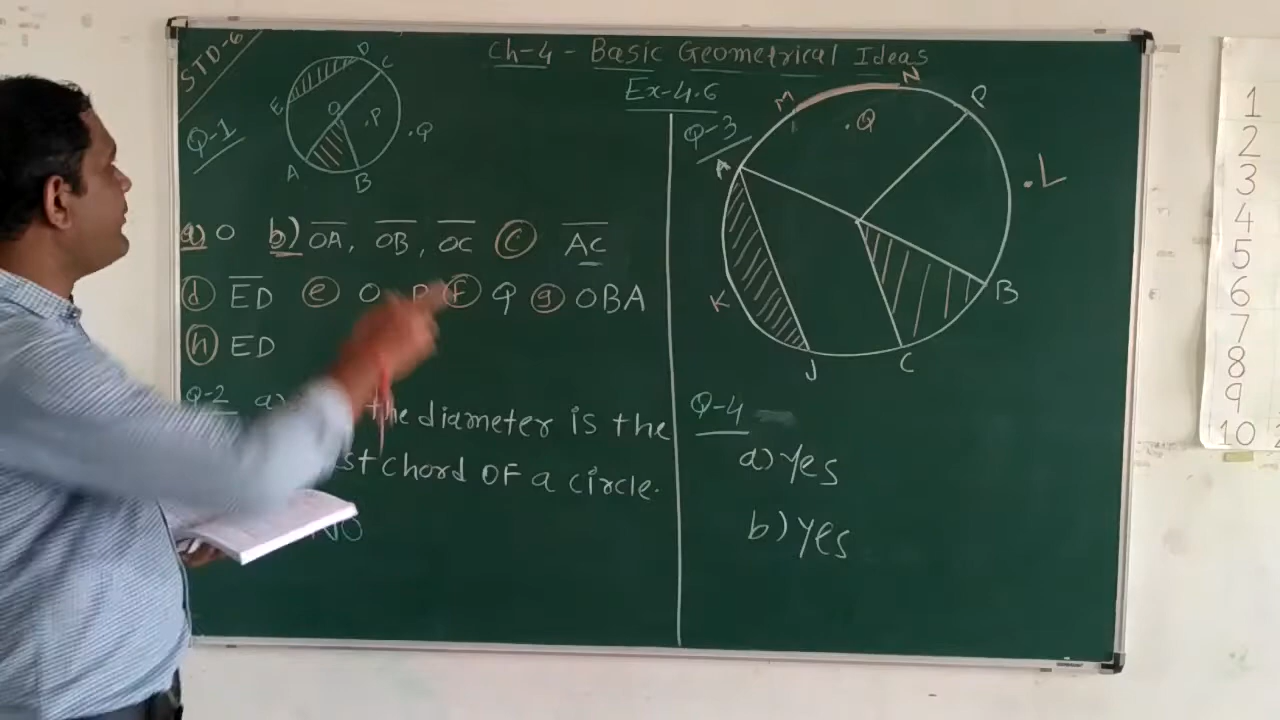 STD-6
Ch-4 - Basic Geometrical Ideas
Ex-4.6
Q-1
D
C
E
O
P
Q
A
B
a) O b) OA, OB, OC c AC
d ED e O P f Q g OBA
h ED
Q-2 a) the diameter is the
chord OF a circle.
NO
Q-3
M
N
P
.Q
A
.L
K
B
J
C
Q-4
a) Yes
b) Yes
1
2
3
4
5
6
7
8
9
10